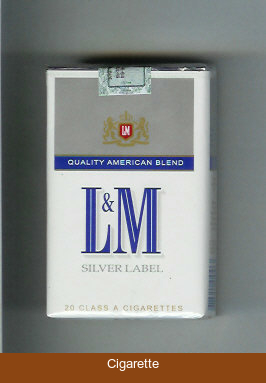 LM
QUALITY AMERICAN BLEND
L&M
SILVER LABEL
20 CLASS A CIGARETTES
Cigarette